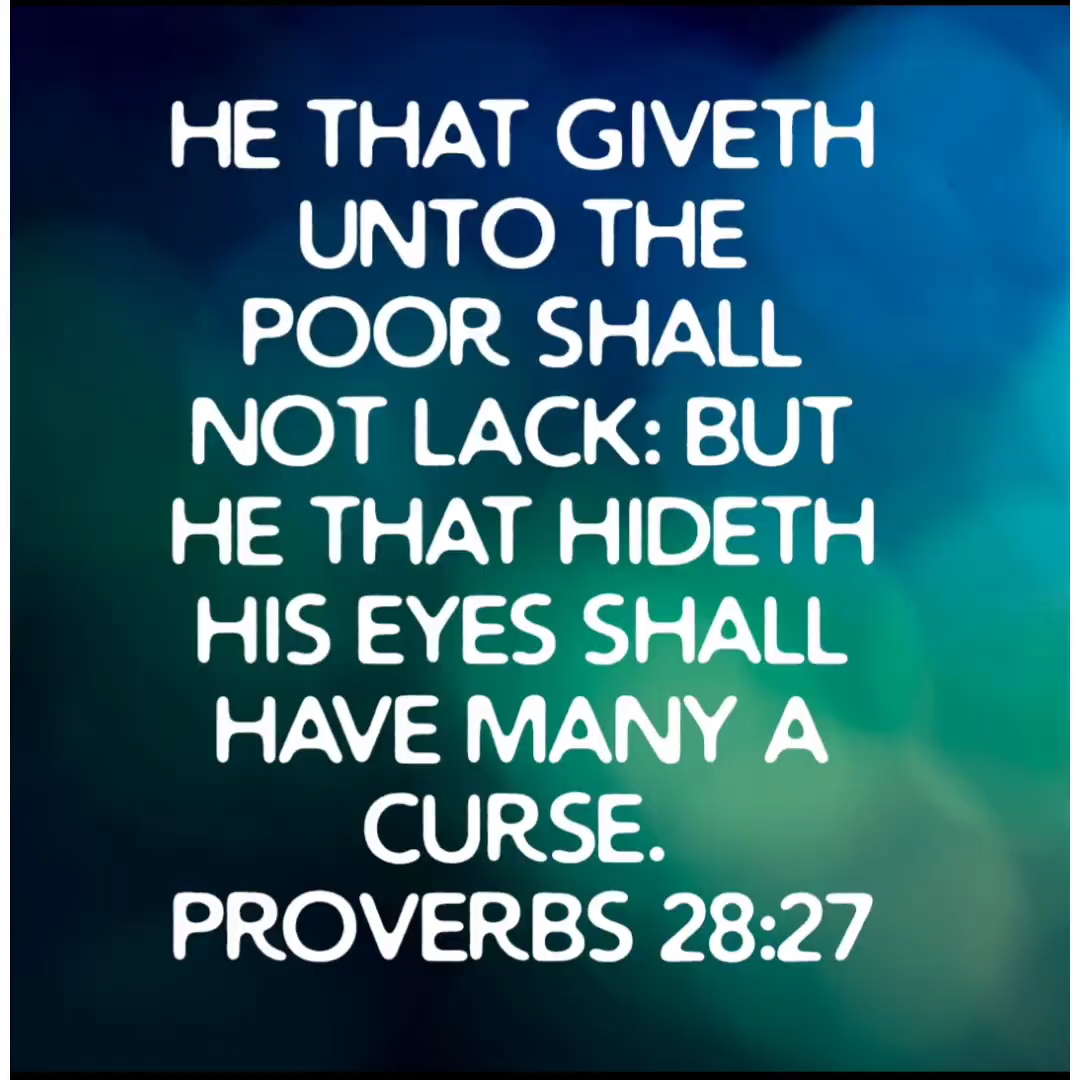 HE THAT GIVETH
UNTO THE
POOR SHALL
NOT LACK: BUT
HE THAT HIDETH
HIS EYES SHALL
HAVE MANY A
CURSE.
PROVERBS 28:27